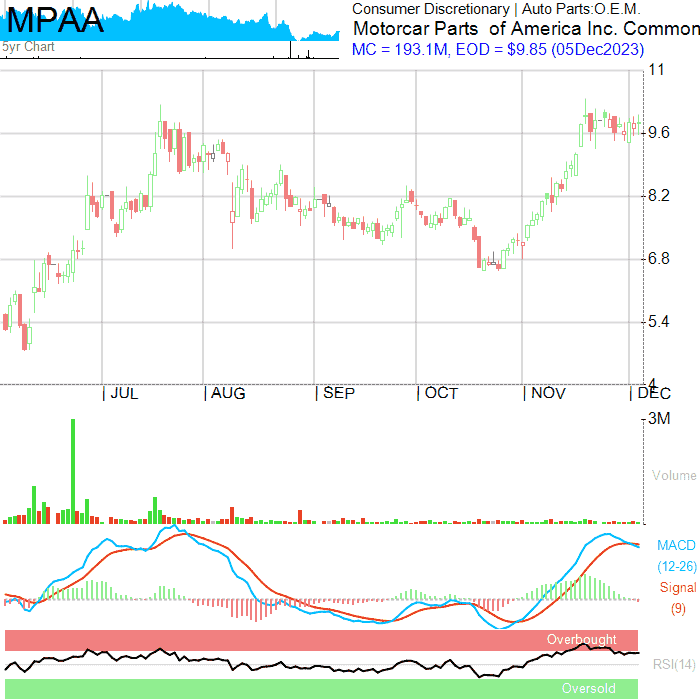 MPAA
5yr Chart
Consumer Discretionary | Auto Parts:O.E.M.
Motorcar Parts of America Inc. Common
MC = 193.1M, EOD = $9.85 (05Dec2023)
11
9.6
8.2
6.8
5.4
4
| JUL | AUG | SEP | OCT | NOV | DEC
3M
Volume
MACD
(12-26)
Signal
(9)
Overbought
RSI(14)
Oversold